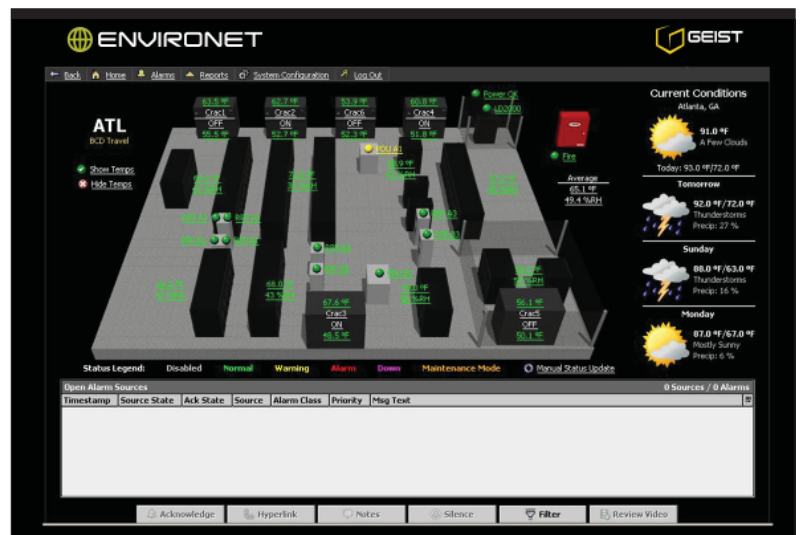 ENVIRONET
GEIST
Back Home Alarms Reports System Configuration Log Out
ATL
BCD Travel
Show Temps
Hide Temps
63.5 °F
Crac1
OFF
55.5 °F
62.7 °F
Crac2
ON
52.7 °F
53.9 °F
Crac6
OFF
52.3 °F
60.8 °F
Crac4
ON
51.8 °F
Power OK
LD2000
Fire
PDU A1
Average
65.1 °F
49.4 %RH
68.0 °F
43 %RH
67.6 °F
Crac3
ON
48.5 °F
56.1 °F
Crac5
OFF
50.1 °F
Current Conditions
Atlanta, GA
91.0 °F
A Few Clouds
Today: 93.0 °F/72.0 °F
Tomorrow
92.0 °F/72.0 °F
Thunderstorms
Precip: 27 %
Sunday
88.0 °F/63.0 °F
Thunderstorms
Precip: 16 %
Monday
87.0 °F/67.0 °F
Mostly Sunny
Precip: 6 %
Status Legend: Disabled Normal Warning Alarm Down Maintenance Mode Manual Status Update
Open Alarm Sources 0 Sources / 0 Alarms
Timestamp Source State Ack State Source Alarm Class Priority Msg Text
Acknowledge Hyperlink Notes Silence Filter Review Video